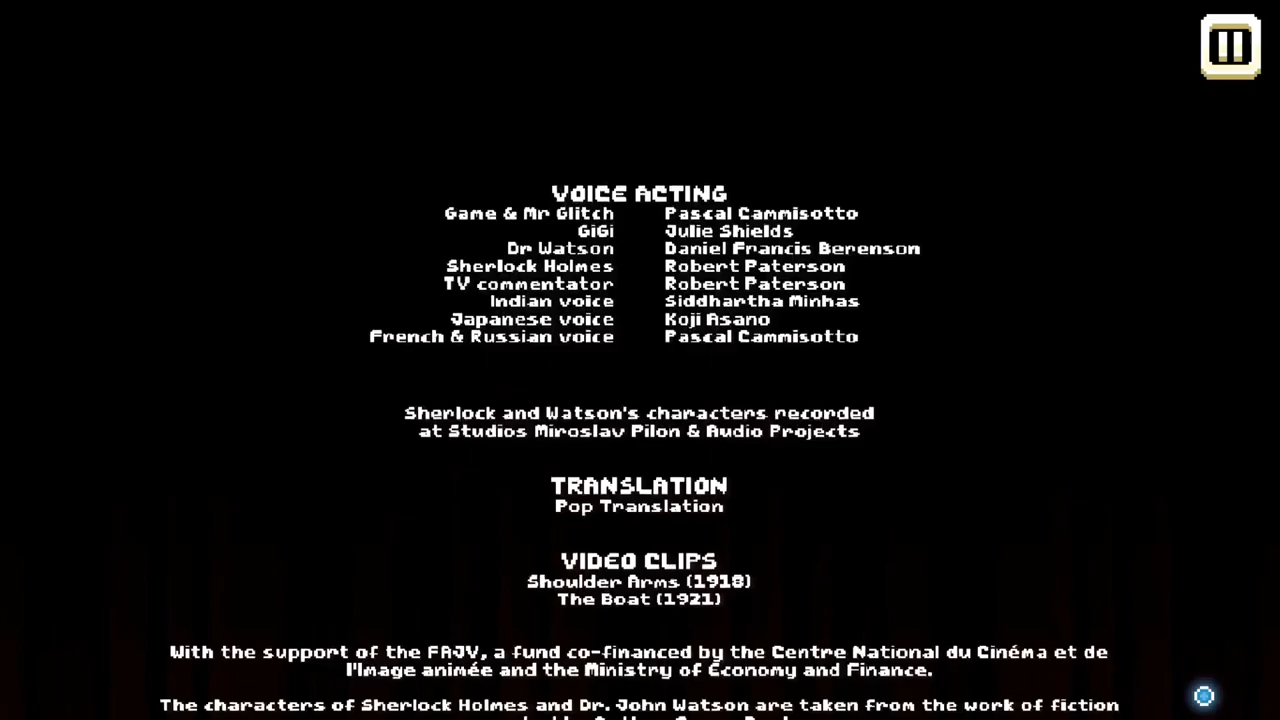 VOICE ACTING
Game & Mr Glitch Pascal Cammisotto
GiGi Julie Shields
Dr Watson Daniel Francis Berenson
Sherlock Holmes Robert Paterson
TV commentator Robert Paterson
Indian voice Siddhartha Minhas
Japanese voice Koji Asano
French & Russian voice Pascal Cammisotto
Sherlock and Watson's characters recorded
at Studios Miroslav Pilon & Audio Projects
TRANSLATION
Pop Translation
VIDEO CLIPS
Shoulder Arms (1918)
The Boat (1921)
With the support of the FAJV, a fund co-financed by the Centre National du Cinéma et de
l'Image animée and the Ministry of Economy and Finance.
The characters of Sherlock Holmes and Dr. John Watson are taken from the work of fiction